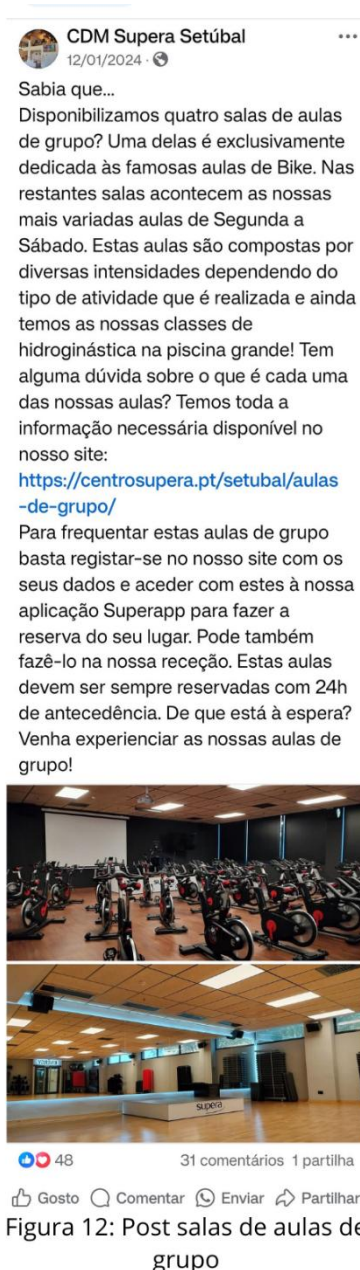 CDM Supera Setúbal
12/01/2024
Sabia que...
Disponibilizamos quatro salas de aulas
de grupo? Uma delas é exclusivamente
dedicada às famosas aulas de Bike. Nas
restantes salas acontecem as nossas
mais variadas aulas de Segunda a
Sábado. Estas aulas são compostas por
diversas intensidades dependendo do
tipo de atividade que é realizada e ainda
temos as nossas classes de
hidroginástica na piscina grande! Tem
alguma dúvida sobre o que é cada uma
das nossas aulas? Temos toda a
informação necessária disponível no
nosso site:
https://centrosupera.pt/setubal/aulas
-de-grupo/
Para frequentar estas aulas de grupo
basta registar-se no nosso site com os
seus dados e aceder com estes à nossa
aplicação Superapp para fazer a
reserva do seu lugar. Pode também
fazê-lo na nossa receção. Estas aulas
devem ser sempre reservadas com 24h
de antecedência. De que está à espera?
Venha experienciar as nossas aulas de
grupo!
supera
48 31 comentários 1 partilha
Gosto Comentar Enviar Partilhar
Figura 12: Post salas de aulas de
grupo